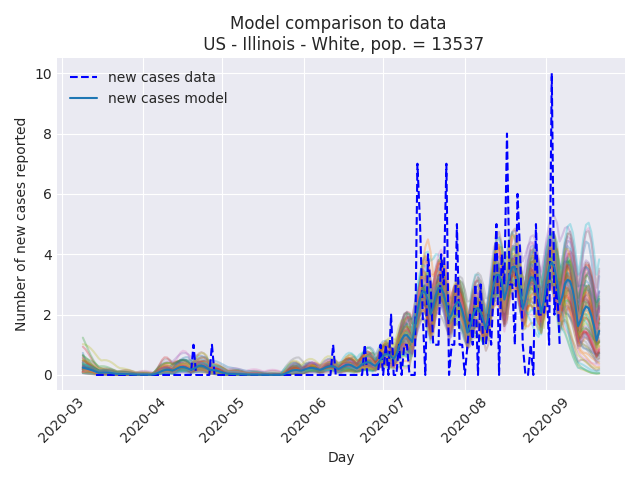 Model comparison to data
US - Illinois - White, pop. = 13537
new cases data
new cases model
Number of new cases reported
10
8
6
4
2
0
2020-03
2020-04
2020-05
2020-06
2020-07
2020-08
2020-09
Day